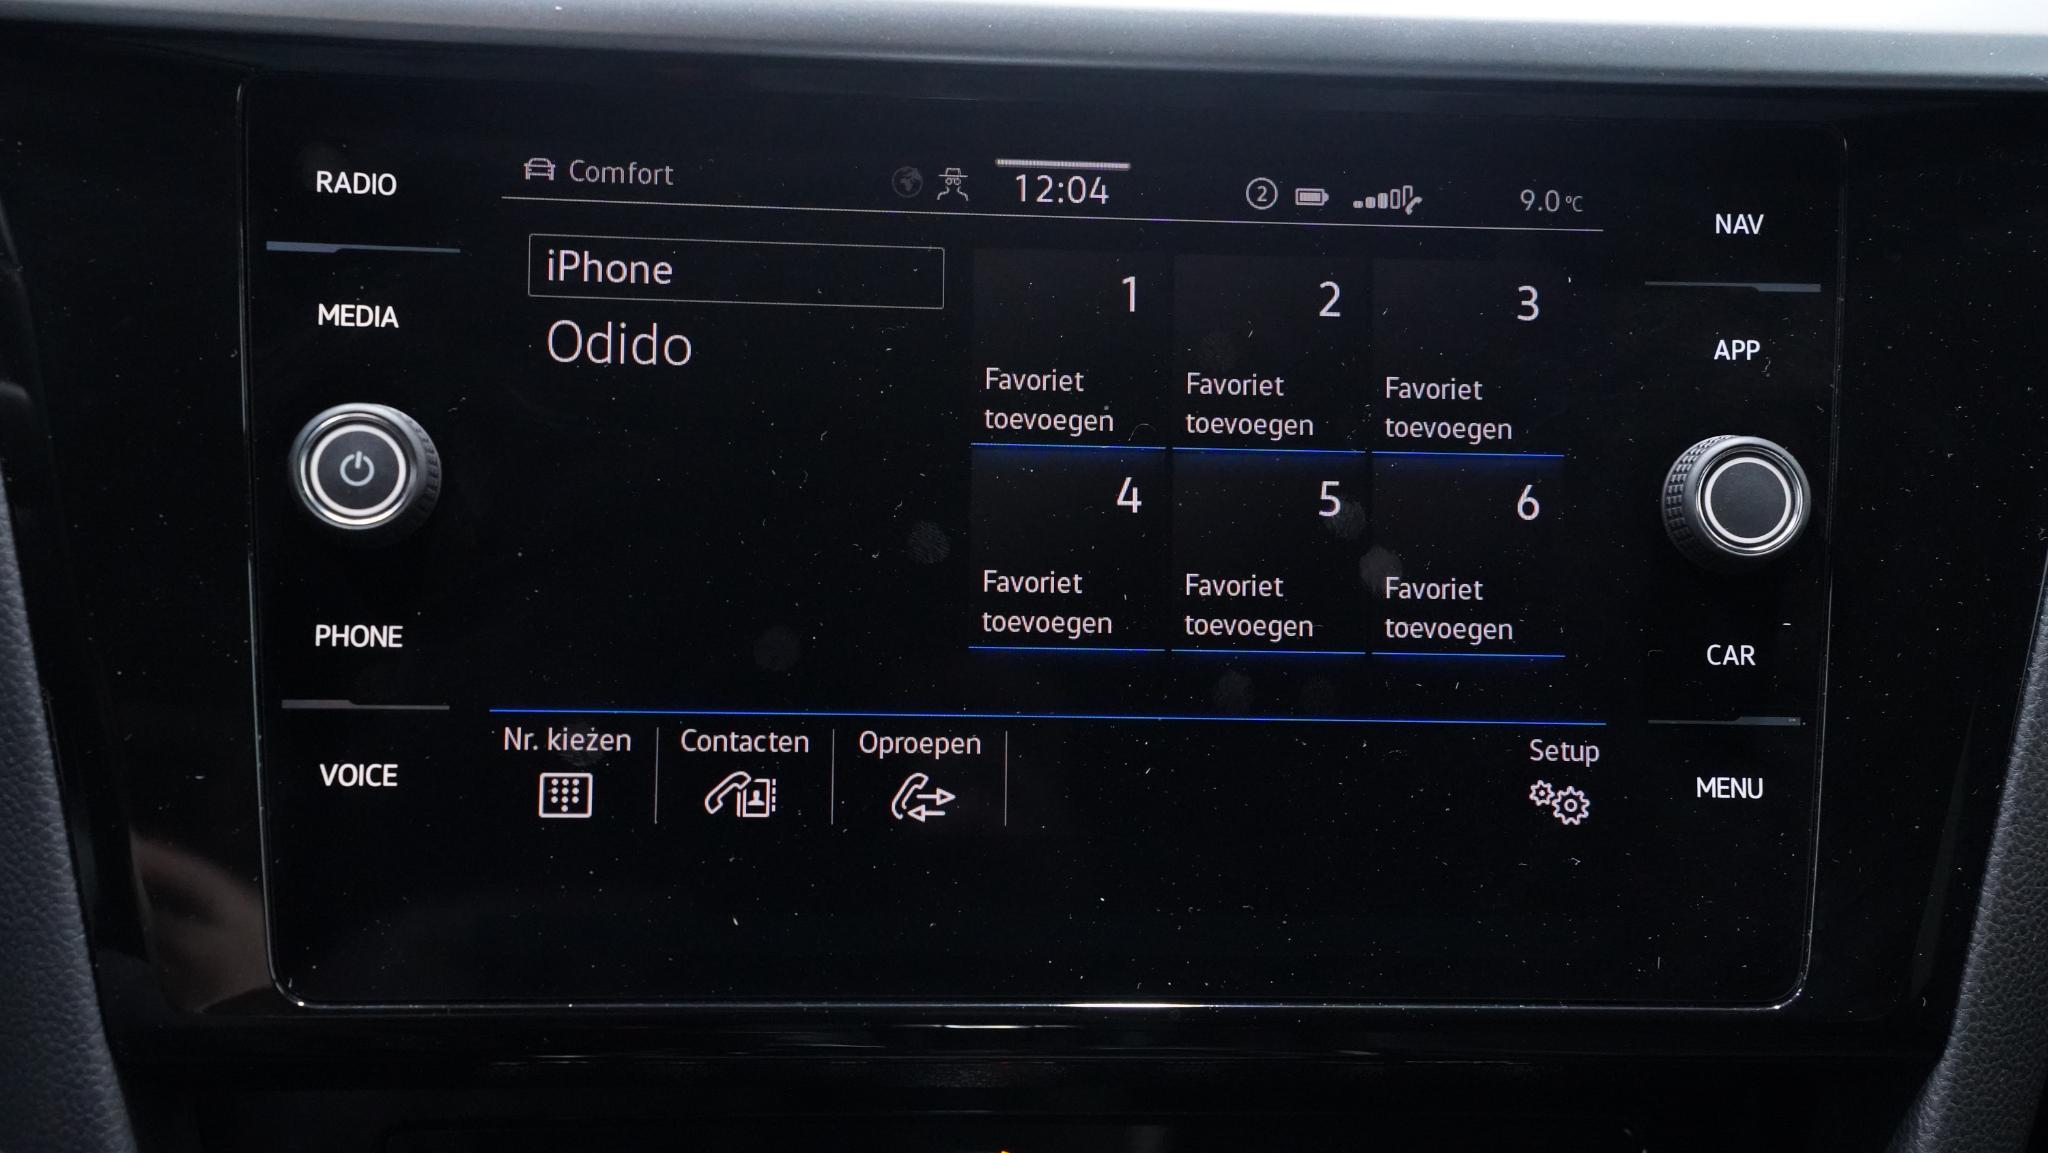 RADIO
MEDIA
PHONE
VOICE
Comfort
12:04
2
9.0 °C
iPhone
Odido
1
Favoriet
toevoegen
2
Favoriet
toevoegen
3
Favoriet
toevoegen
4
Favoriet
toevoegen
5
Favoriet
toevoegen
6
Favoriet
toevoegen
Nr. kiezen
Contacten
Oproepen
Setup
NAV
APP
CAR
MENU